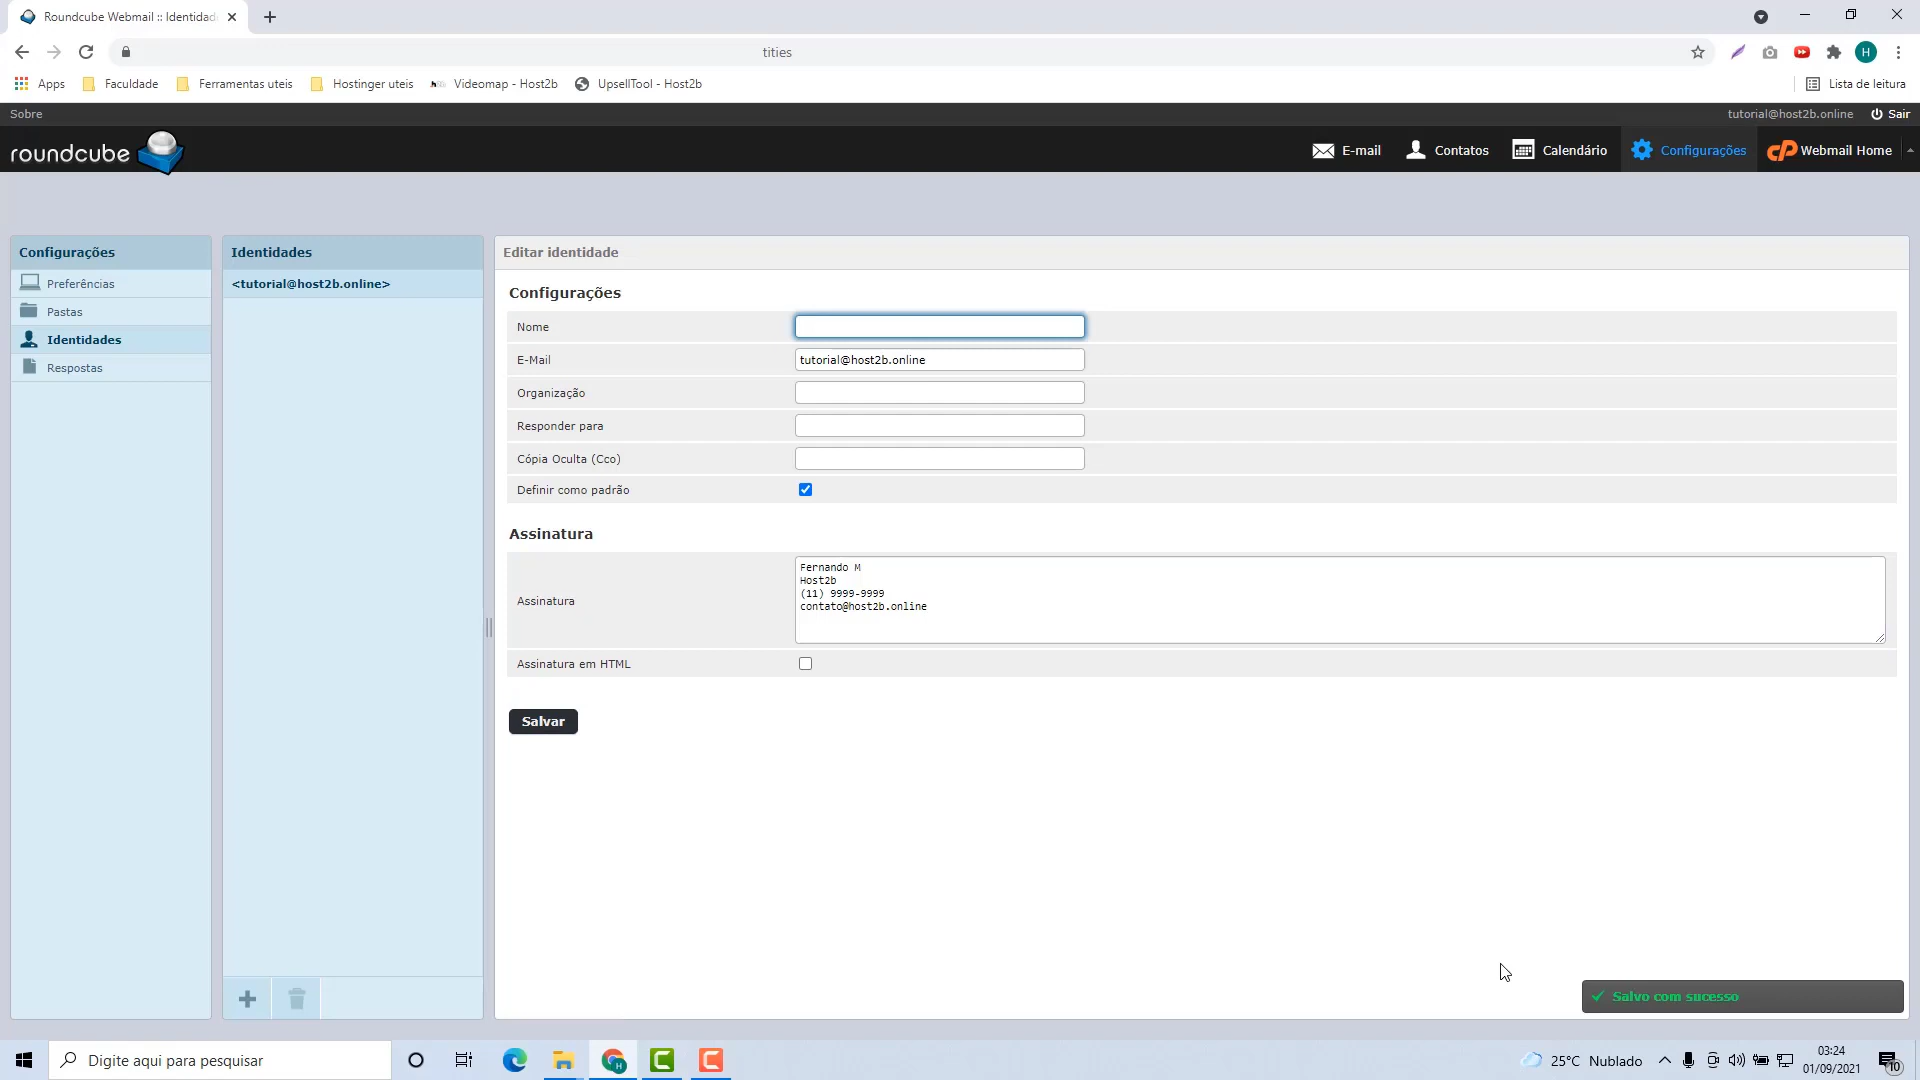 Roundcube Webmail :: Identidad
tities
H
Apps
Faculdade
Ferramentas uteis
Hostinger uteis
Videomap - Host2b
UpsellTool - Host2b
Lista de leitura
Sobre
tutorial@host2b.online
Sair
roundcube
E-mail
Contatos
Calendário
Configurações
cP Webmail Home
Configurações
Preferências
Pastas
Identidades
Respostas
Identidades
<tutorial@host2b.online>
Editar identidade
Configurações
Nome
E-Mail
tutorial@host2b.online
Organização
Responder para
Cópia Oculta (Cco)
Definir como padrão
Assinatura
Assinatura
Fernando M
Host2b
(11) 9999-9999
contato@host2b.online
Assinatura em HTML
Salvar
Salvo com sucesso
Digite aqui para pesquisar
25°C Nublado
03:24
01/09/2021
10